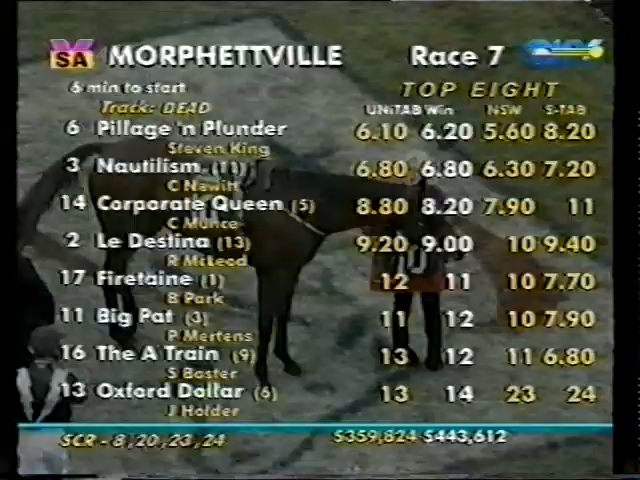 SA MORPHETTVILLE Race 7
6 min to start TOP EIGHT
Track: DEAD UNiTAB Win NSW S-TAB
6 Pillage 'n Plunder 6.10 6.20 5.60 8.20
Steven King
3 Nautilism (11) 6.80 6.80 6.30 7.20
C Newitt
14 Corporate Queen (5) 8.80 8.20 7.90 11
C Munce
2 Le Destina (13) 9.20 9.00 10 9.40
R McLeod
17 Firetaine (1) 12 11 10 7.70
B Park
11 Big Pat (3) 11 12 10 7.90
P Mertens
16 The A Train (9) 13 12 11 6.80
S Baster
13 Oxford Dollar (6) 13 14 23 24
J Holder
SCR - 8,20,23,24 $359,824 $443,612